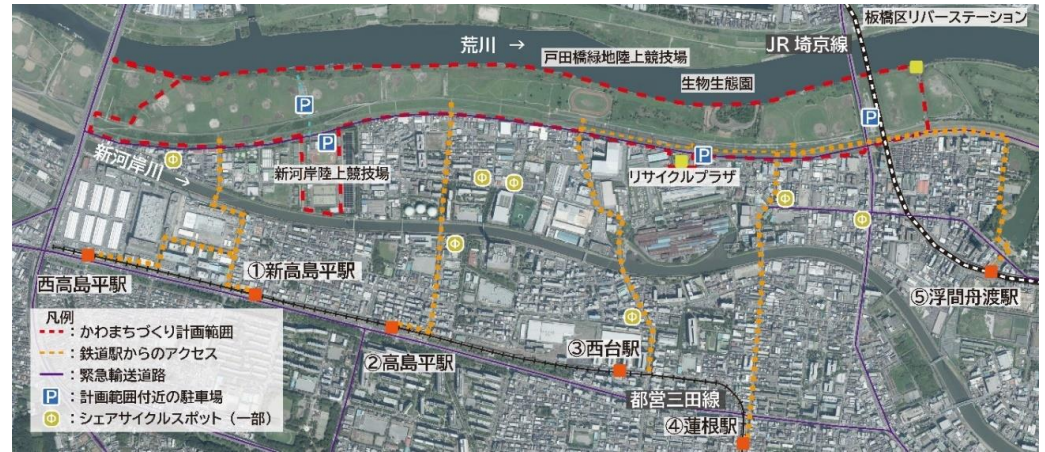 板橋区リバーステーション
荒川 →
戸田橋緑地陸上競技場
JR 埼京線
生物生態園
P
P
P
新河岸川 →
新河岸陸上競技場
リサイクルプラザ
P
西高島平駅
①新高島平駅
⑤浮間舟渡駅
②高島平駅
③西台駅
都営三田線
④蓮根駅
凡例
：かわまちづくり計画範囲
：鉄道駅からのアクセス
：緊急輸送道路
P：計画範囲付近の駐車場
：シェアサイクルスポット（一部）